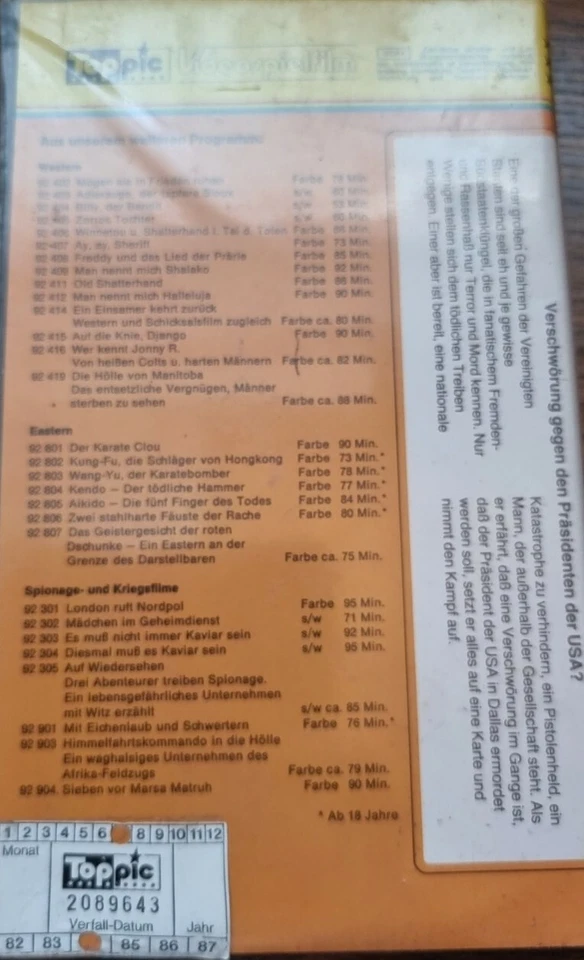 Toppic
Aus unserem weiteren Programm:
Western
92 407 Ay, ay, Sheriff Farbe 73 Min.
92 408 Freddy und das Lied der Prärie Farbe 85 Min.
92 409 Man nennt mich Shalako Farbe 92 Min.
92 411 Old Shatterhand Farbe 88 Min.
92 412 Man nennt mich Halleluja Farbe 90 Min.
92 414 Ein Einsamer kehrt zurück
Western und Schicksalsfilm zugleich Farbe ca. 80 Min.
92 415 Auf die Knie, Django Farbe 90 Min.
92 416 Wer kennt Jonny R.
Von heißen Colts u. harten Männern Farbe ca. 82 Min.
92 419 Die Hölle von Manitoba
Das entsetzliche Vergnügen, Männer
sterben zu sehen Farbe ca. 88 Min.
Eastern
92 801 Der Karate Clou Farbe 90 Min.
92 802 Kung-Fu, die Schläger von Hongkong Farbe 73 Min.*
92 803 Wang-Yu, der Karatebomber Farbe 78 Min.*
92 804 Kendo – Der tödliche Hammer Farbe 77 Min.*
92 805 Aikido – Die fünf Finger des Todes Farbe 84 Min.*
92 806 Zwei stahlharte Fäuste der Rache Farbe 80 Min.*
92 807 Das Geistergesicht der roten
Dschunke – Ein Eastern an der
Grenze des Darstellbaren Farbe ca. 75 Min.
Spionage- und Kriegsfilme
92 301 London ruft Nordpol Farbe 95 Min.
92 302 Mädchen im Geheimdienst s/w 71 Min.
92 303 Es muß nicht immer Kaviar sein s/w 92 Min.
92 304 Diesmal muß es Kaviar sein s/w 95 Min.
92 305 Auf Wiedersehen
Drei Abenteurer treiben Spionage.
Ein lebensgefährliches Unternehmen
mit Witz erzählt s/w ca. 85 Min.
92 901 Mit Eichenlaub und Schwertern Farbe 76 Min.*
92 903 Himmelfahrtskommando in die Hölle
Ein waghalsiges Unternehmen des
Afrika-Feldzugs Farbe ca. 79 Min.
92 904 Sieben vor Marsa Matruh Farbe 90 Min.
* Ab 18 Jahre
Verschwörung gegen den Präsidenten der USA?
Eine der großen Gefahren der Vereinigten
Staaten sind seit eh und je gewisse
Südstaatenklüngel, die in fanatischem Fremden-
und Rassenhaß nur Terror und Mord kennen. Nur
Wenige stellen sich dem tödlichen Treiben
entgegen. Einer aber ist bereit, eine nationale
Katastrophe zu verhindern, ein Pistolenheld, ein
Mann, der außerhalb der Gesellschaft steht. Als
er erfährt, daß eine Verschwörung im Gange ist,
daß der Präsident der USA in Dallas ermordet
werden soll, setzt er alles auf eine Karte und
nimmt den Kampf auf.
1 2 3 4 5 6 8 9 10 11 12
Monat
Toppic
2089643
Verfall-Datum Jahr
82 83 85 86 87